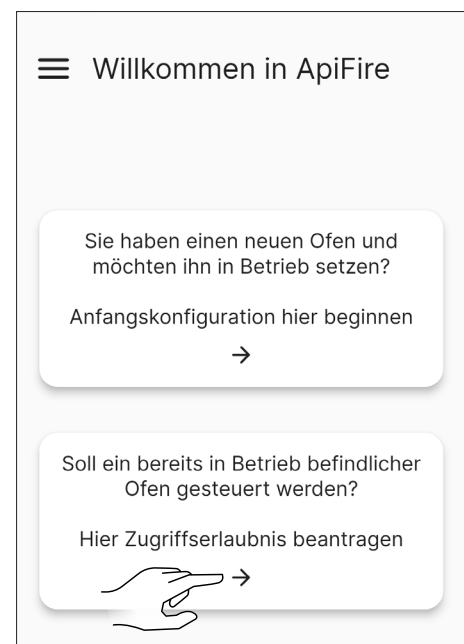 Willkommen in ApiFire
Sie haben einen neuen Ofen und
möchten ihn in Betrieb setzen?
Anfangskonfiguration hier beginnen
Soll ein bereits in Betrieb befindlicher
Ofen gesteuert werden?
Hier Zugriffserlaubnis beantragen